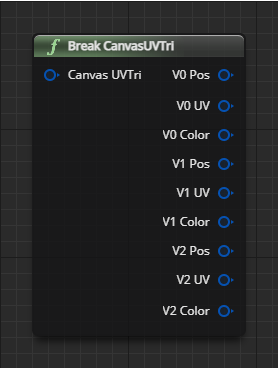 f Break CanvasUVTri
Canvas UVTri V0 Pos
V0 UV
V0 Color
V1 Pos
V1 UV
V1 Color
V2 Pos
V2 UV
V2 Color